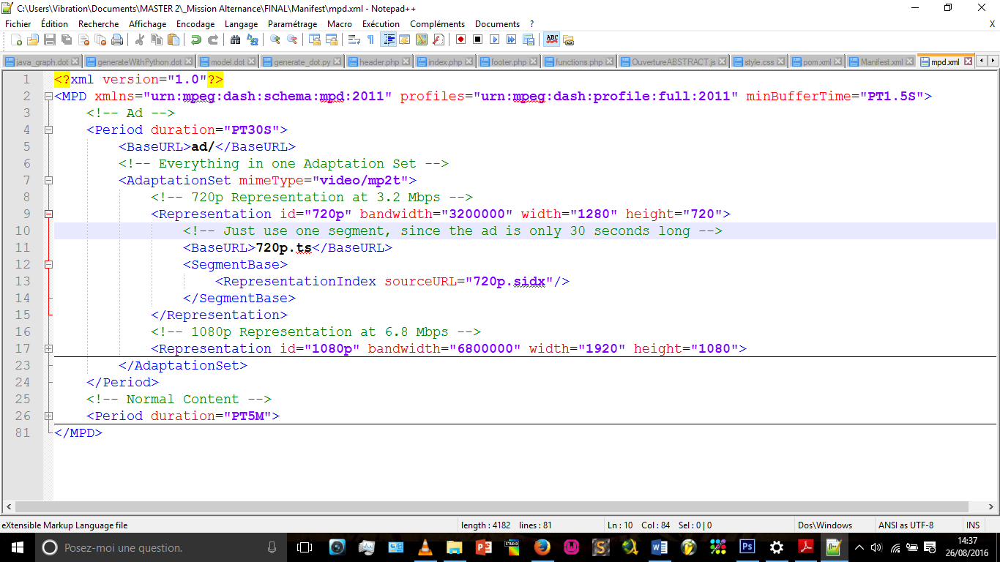 C:\Users\Vibration\Documents\MASTER 2\_Mission Alternance\FINAL\Manifest\mpd.xml - Notepad++
Fichier Édition Recherche Affichage Encodage Langage Paramétrage Macro Exécution Compléments Documents ? X
ABC
java_graph.dot generateWithPython.dot model.dot generate_dot.py header.php index.php footer.php functions.php OuvertureABSTRACT.js style.css pom.xml Manifest.xml mpd.xml
1 <?xml version="1.0"?>
2 <MPD xmlns="urn:mpeg:dash:schema:mpd:2011" profiles="urn:mpeg:dash:profile:full:2011" minBufferTime="PT1.5S">
3 <!-- Ad -->
4 <Period duration="PT30S">
5 <BaseURL>ad/</BaseURL>
6 <!-- Everything in one Adaptation Set -->
7 <AdaptationSet mimeType="video/mp2t">
8 <!-- 720p Representation at 3.2 Mbps -->
9 <Representation id="720p" bandwidth="3200000" width="1280" height="720">
10 <!-- Just use one segment, since the ad is only 30 seconds long -->
11 <BaseURL>720p.ts</BaseURL>
12 <SegmentBase>
13 <RepresentationIndex sourceURL="720p.sidx"/>
14 </SegmentBase>
15 </Representation>
16 <!-- 1080p Representation at 6.8 Mbps -->
17 <Representation id="1080p" bandwidth="6800000" width="1920" height="1080">
23 </AdaptationSet>
24 </Period>
25 <!-- Normal Content -->
26 <Period duration="PT5M">
81 </MPD>
eXtensible Markup Language file length : 4182 lines : 81 Ln : 10 Col : 84 Sel : 0 | 0 Dos\Windows ANSI as UTF-8 INS
Posez-moi une question.
STUDIO
Ps
14:37
26/08/2016